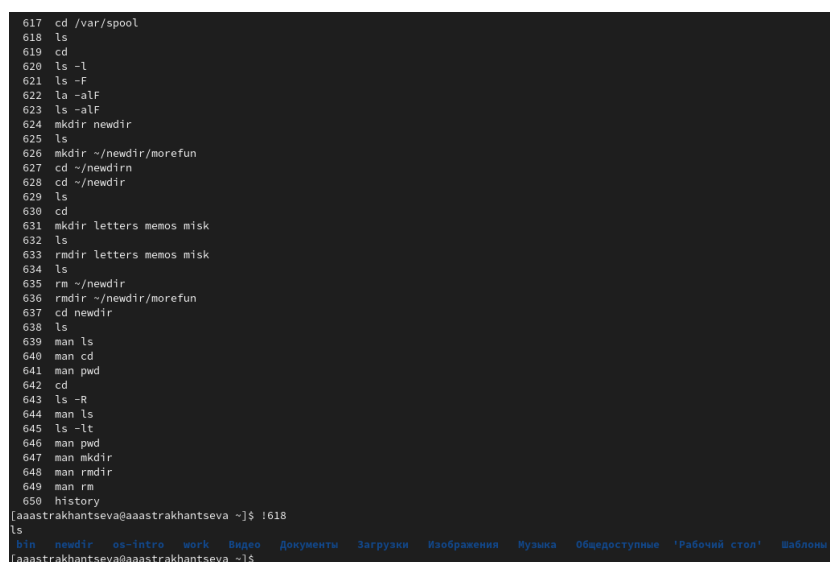 617 cd /var/spool
618 ls
619 cd
620 ls -l
621 ls -F
622 la -alF
623 ls -alF
624 mkdir newdir
625 ls
626 mkdir ~/newdir/morefun
627 cd ~/newdirn
628 cd ~/newdir
629 ls
630 cd
631 mkdir letters memos misk
632 ls
633 rmdir letters memos misk
634 ls
635 rm ~/newdir
636 rmdir ~/newdir/morefun
637 cd newdir
638 ls
639 man ls
640 man cd
641 man pwd
642 cd
643 ls -R
644 man ls
645 ls -lt
646 man pwd
647 man mkdir
648 man rmdir
649 man rm
650 history
[aaastrakhantseva@aaastrakhantseva ~]$ !618
ls
bin newdir os-intro work Видео Документы Загрузки Изображения Музыка Общедоступные 'Рабочий стол' Шаблоны
[aaastrakhantseva@aaastrakhantseva ~]$